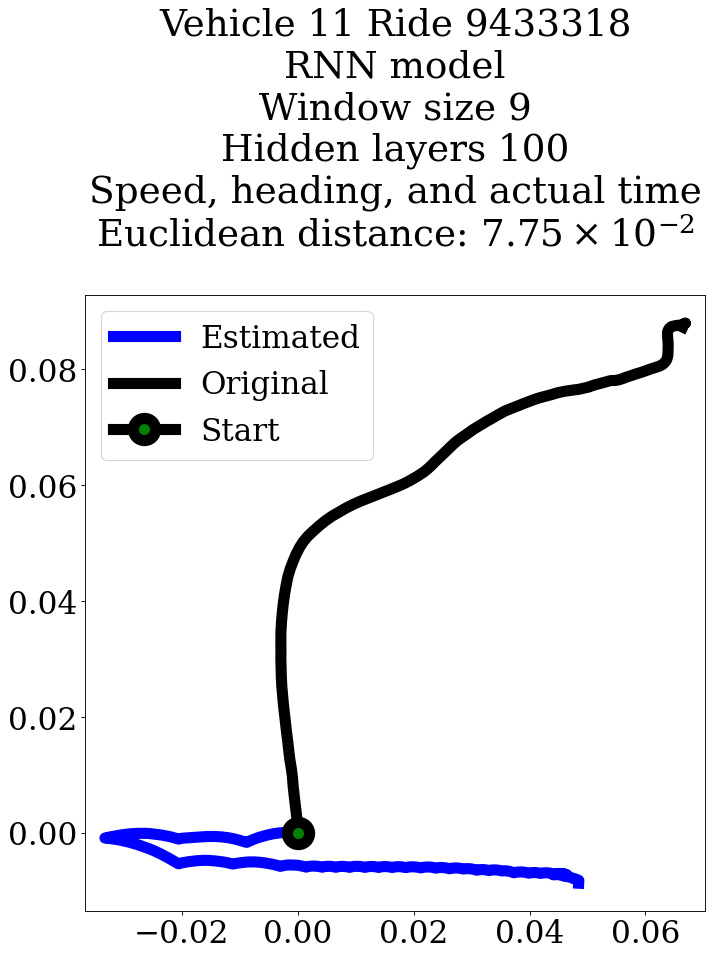 Vehicle 11 Ride 9433318
RNN model
Window size 9
Hidden layers 100
Speed, heading, and actual time
Euclidean distance: 7.75 × 10⁻²
Estimated
Original
Start
0.08
0.06
0.04
0.02
0.00
−0.02 0.00 0.02 0.04 0.06